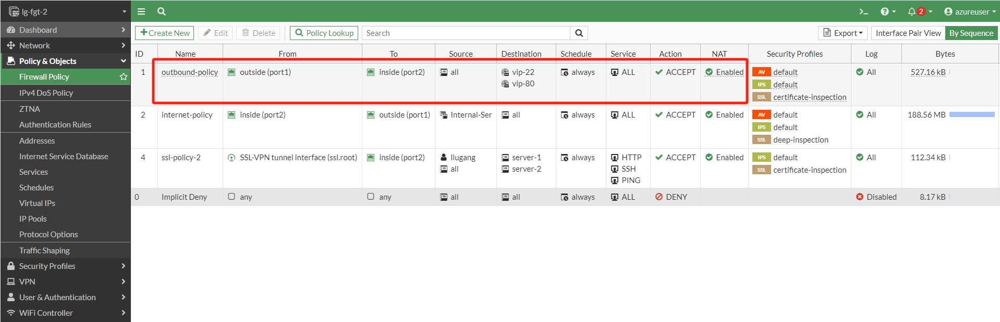 lg-fgt-2
>_ 2 azureuser
Dashboard
Network
Policy & Objects
Firewall Policy
IPv4 DoS Policy
ZTNA
Authentication Rules
Addresses
Internet Service Database
Services
Schedules
Virtual IPs
IP Pools
Protocol Options
Traffic Shaping
Security Profiles
VPN
User & Authentication
WiFi Controller
Create New Edit Delete Policy Lookup Search Export Interface Pair View By Sequence
ID Name From To Source Destination Schedule Service Action NAT Security Profiles Log Bytes
1 outbound-policy outside (port1) inside (port2) all vip-22 always ALL ACCEPT Enabled AV default All 527.16 kB
vip-80 IPS default
SSL certificate-inspection
2 internet-policy inside (port2) outside (port1) Internal-Ser all always ALL ACCEPT Enabled AV default All 188.56 MB
IPS default
SSL deep-inspection
4 ssl-policy-2 SSL-VPN tunnel interface (ssl.root) inside (port2) liugang server-1 always HTTP ACCEPT Enabled IPS default All 112.34 kB
all server-2 SSH SSL certificate-inspection
PING
0 Implicit Deny any any all all always ALL DENY Disabled 8.17 kB